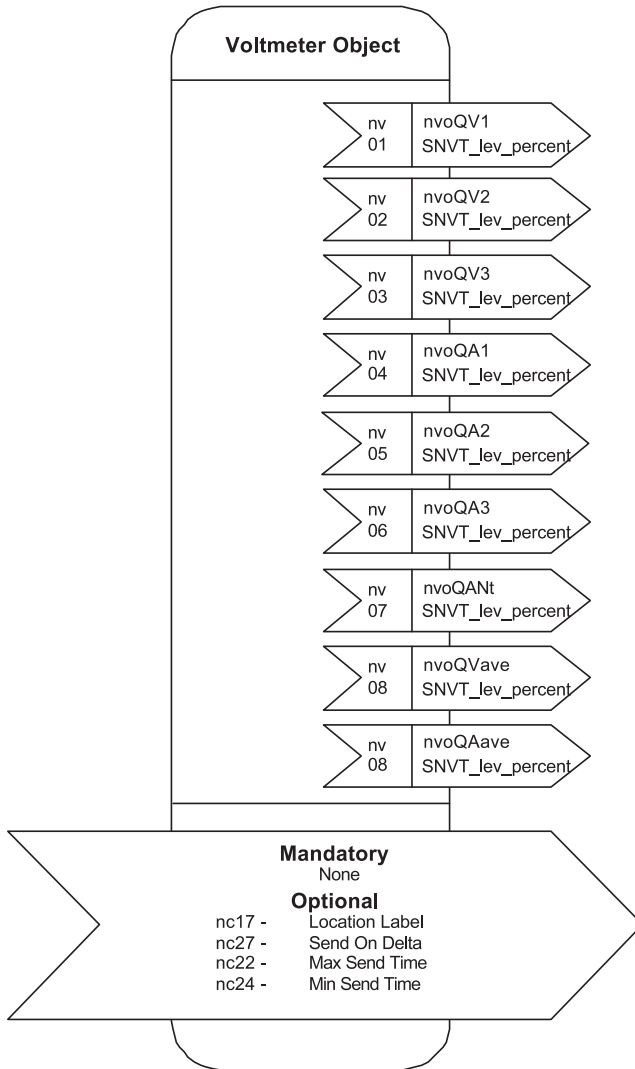 Voltmeter Object
nv nvoQV1
01 SNVT_lev_percent
nv nvoQV2
02 SNVT_lev_percent
nv nvoQV3
03 SNVT_lev_percent
nv nvoQA1
04 SNVT_lev_percent
nv nvoQA2
05 SNVT_lev_percent
nv nvoQA3
06 SNVT_lev_percent
nv nvoQANt
07 SNVT_lev_percent
nv nvoQVave
08 SNVT_lev_percent
nv nvoQAave
08 SNVT_lev_percent
Mandatory
None
Optional
nc17 - Location Label
nc27 - Send On Delta
nc22 - Max Send Time
nc24 - Min Send Time